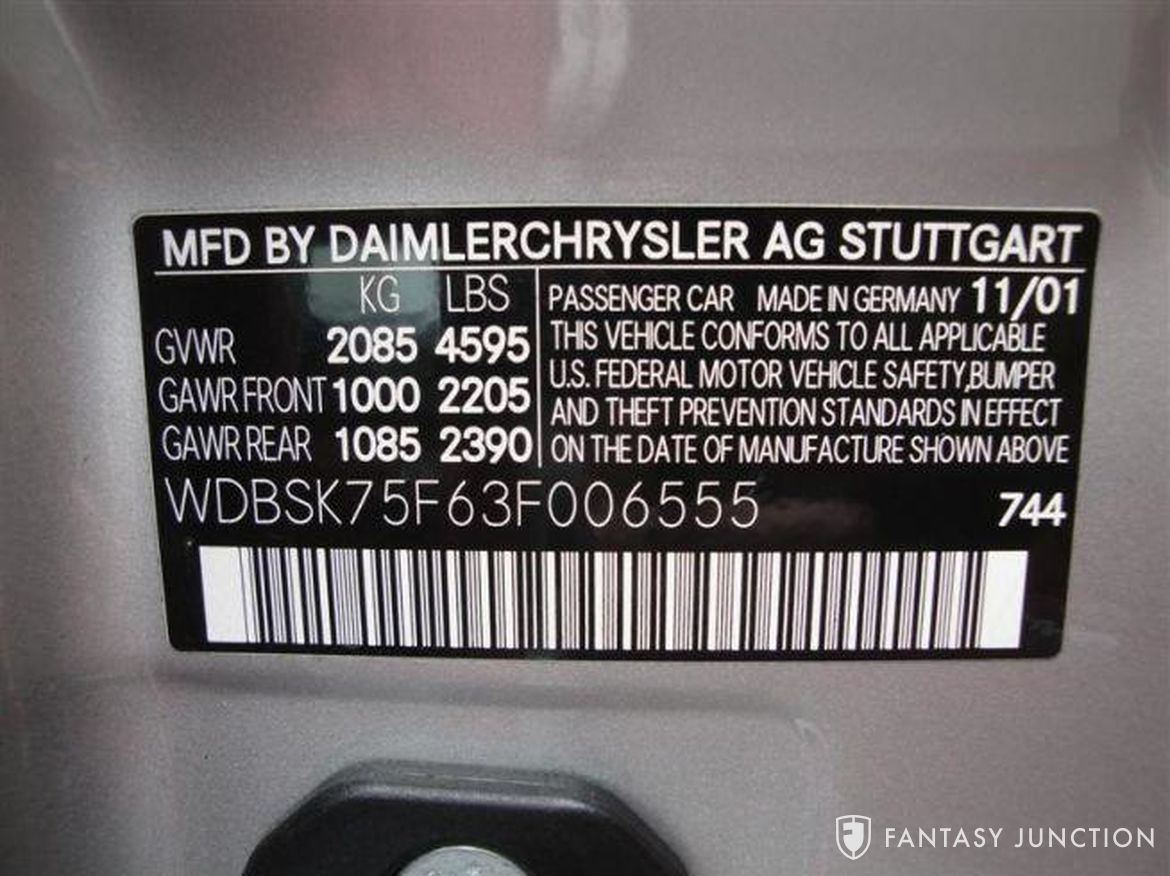 MFD BY DAIMLERCHRYSLER AG STUTTGART
KG LBS
GVWR 2085 4595
GAWR FRONT 1000 2205
GAWR REAR 1085 2390
PASSENGER CAR MADE IN GERMANY 11/01
THIS VEHICLE CONFORMS TO ALL APPLICABLE
U.S. FEDERAL MOTOR VEHICLE SAFETY,BUMPER
AND THEFT PREVENTION STANDARDS IN EFFECT
ON THE DATE OF MANUFACTURE SHOWN ABOVE
WDBSK75F63F006555 744
FANTASY JUNCTION